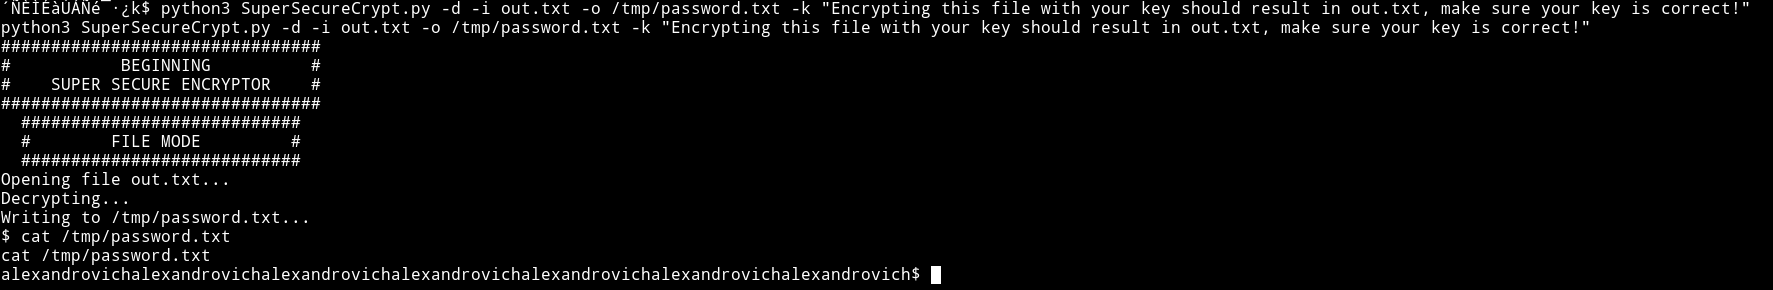 ´ÑÈÌÉàÙÁÑé¯·¿k$ python3 SuperSecureCrypt.py -d -i out.txt -o /tmp/password.txt -k "Encrypting this file with your key should result in out.txt, make sure your key is correct!"
python3 SuperSecureCrypt.py -d -i out.txt -o /tmp/password.txt -k "Encrypting this file with your key should result in out.txt, make sure your key is correct!"
################################
#           BEGINNING          #
#    SUPER SECURE ENCRYPTOR    #
################################
  ############################
  #        FILE MODE         #
  ############################
Opening file out.txt...
Decrypting...
Writing to /tmp/password.txt...
$ cat /tmp/password.txt
cat /tmp/password.txt
alexandrovichalexandrovichalexandrovichalexandrovichalexandrovichalexandrovichalexandrovich$